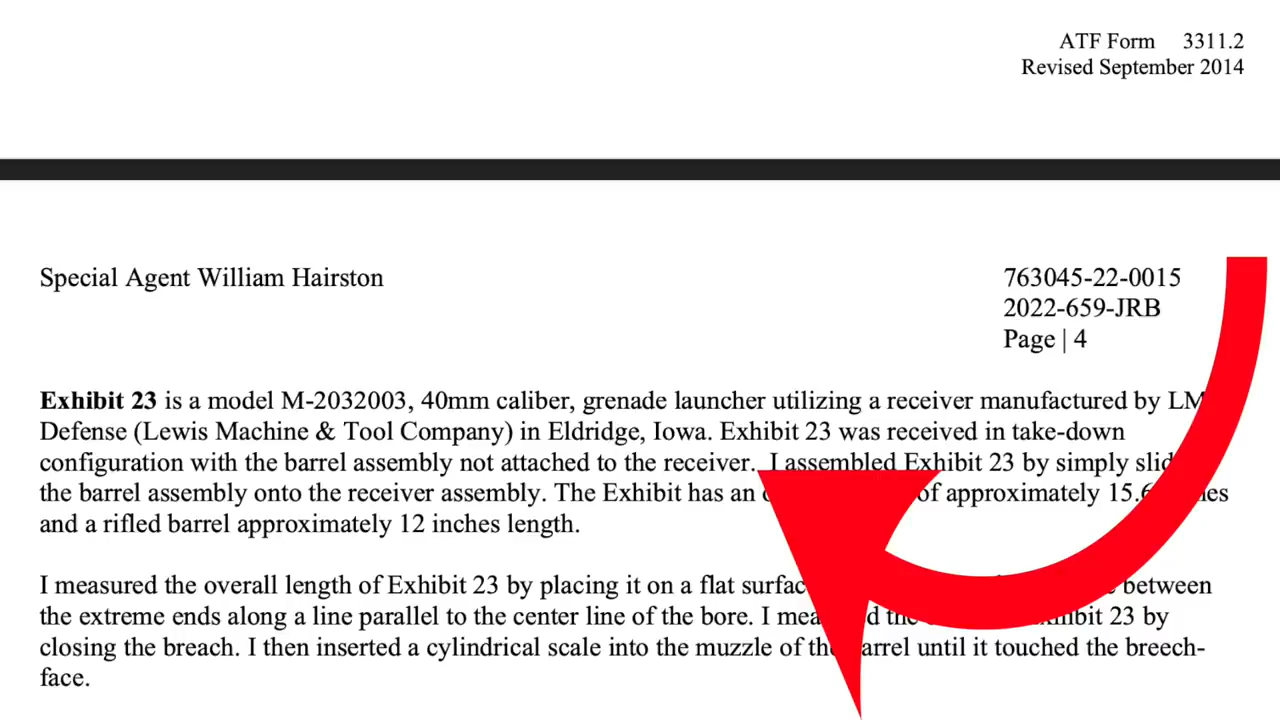 ATF Form 3311.2
Revised September 2014
Special Agent William Hairston
763045-22-0015
2022-659-JRB
Page | 4
Exhibit 23 is a model M-2032003, 40mm caliber, grenade launcher utilizing a receiver manufactured by LM
Defense (Lewis Machine & Tool Company) in Eldridge, Iowa. Exhibit 23 was received in take-down
configuration with the barrel assembly not attached to the receiver. I assembled Exhibit 23 by simply
the barrel assembly onto the receiver assembly. The Exhibit has an of approximately
and a rifled barrel approximately 12 inches length.
I measured the overall length of Exhibit 23 by placing it on a flat between
the extreme ends along a line parallel to the center line of the bore. I 23 by
closing the breach. I then inserted a cylindrical scale into the muzzle of the barrel until it touched the breech-
face.